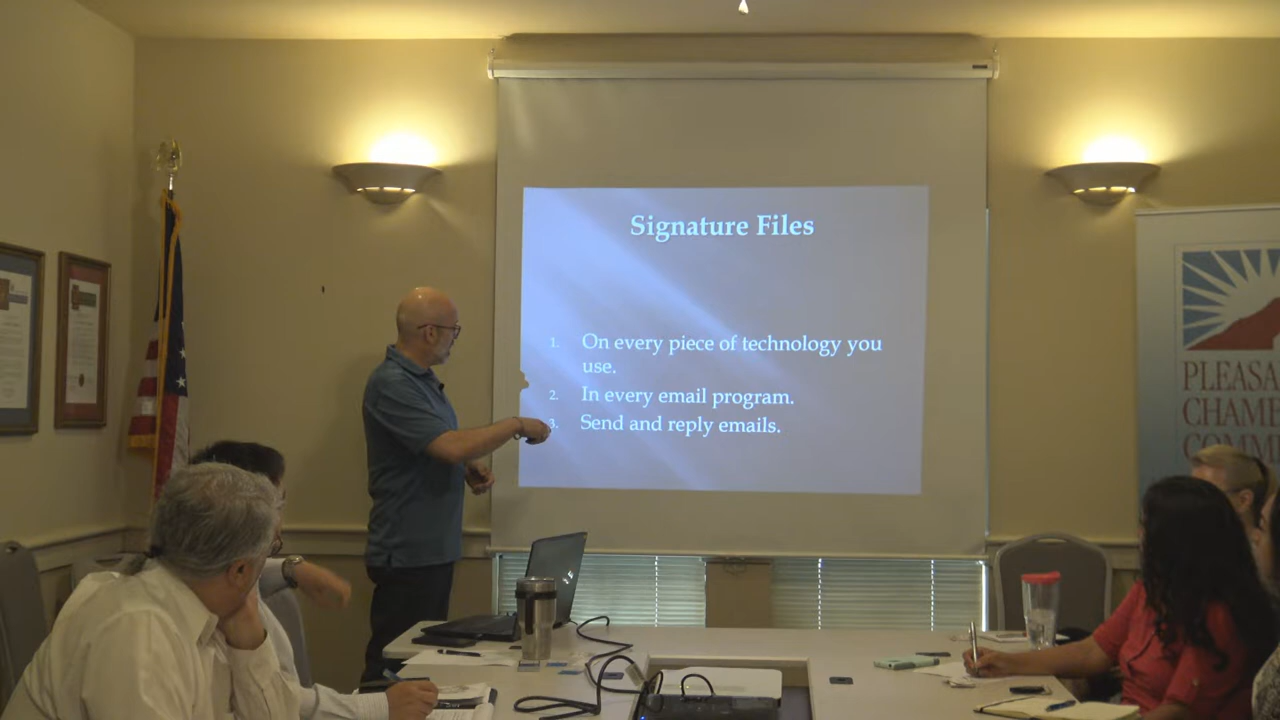 Signature Files
1. On every piece of technology you
use.
2. In every email program.
3. Send and reply emails.
PLEASA
CHAMB
COMM